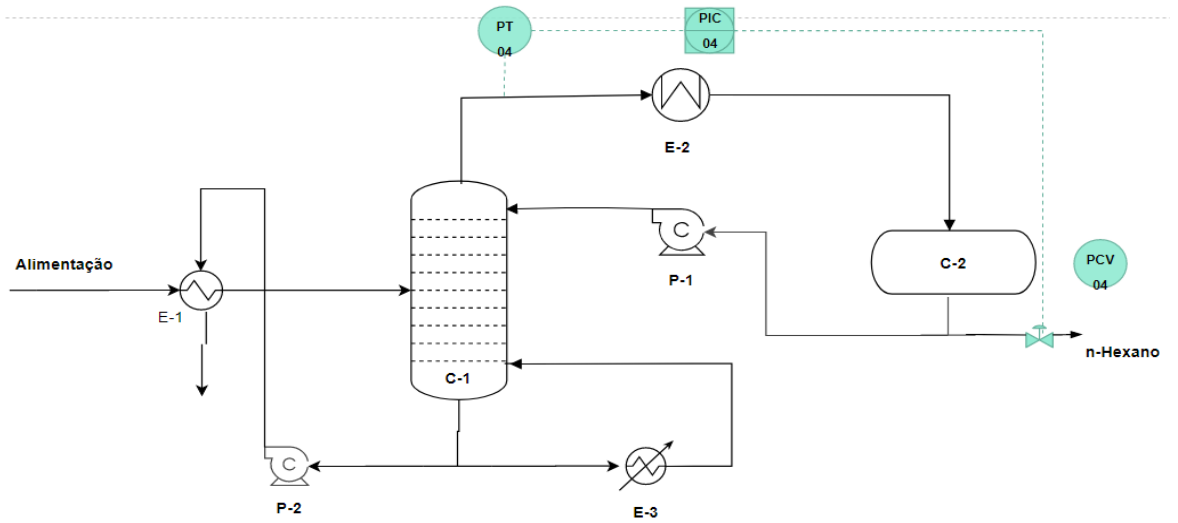 PT
04
PIC
04
E-2
Alimentação
E-1
C
P-1
C-2
PCV
04
n-Hexano
C-1
C
P-2
E-3